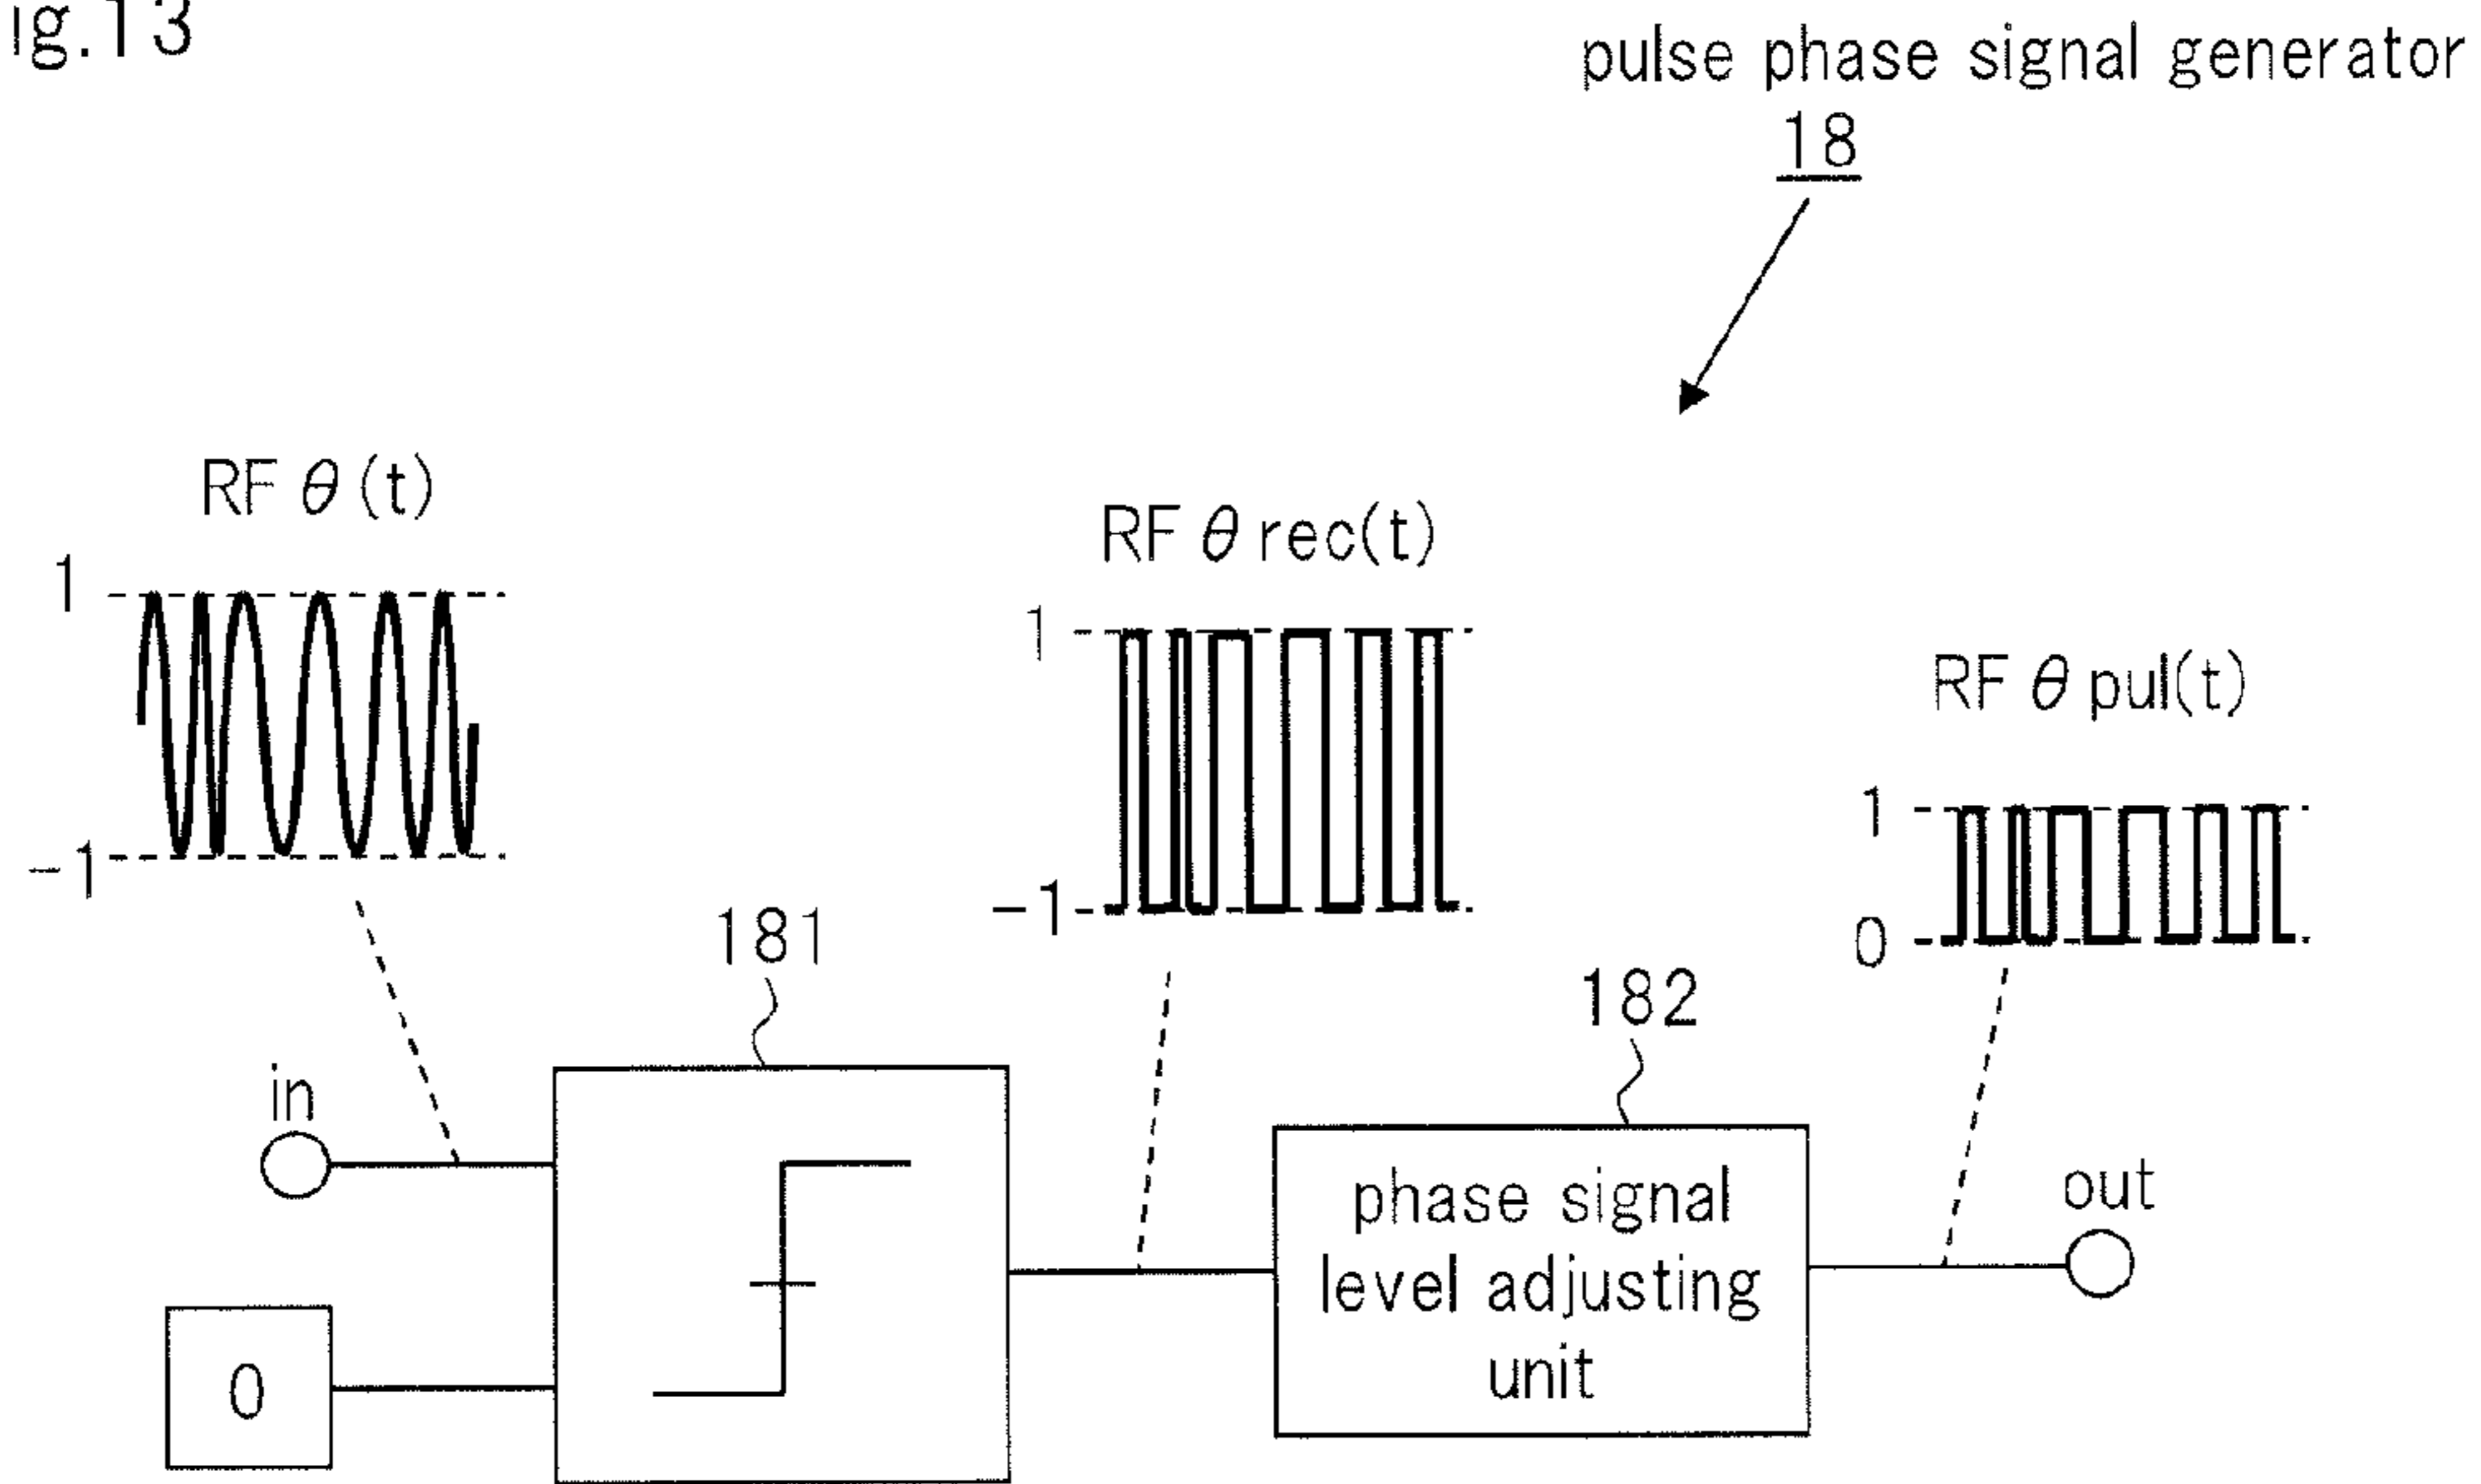 ig.13
pulse phase signal generator
18
RF θ (t)
1
-1
RF θ rec(t)
1
-1
RF θ pul(t)
1
0
181
182
in
0
phase signal
level adjusting
unit
out